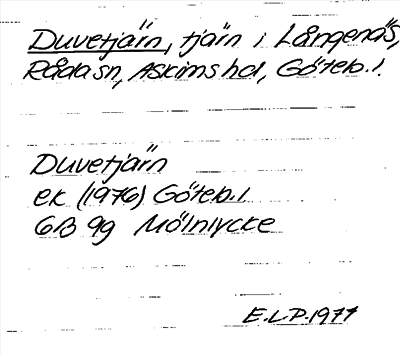 Duvetjärn, tjärn i Långenäs,
Råda sn, Askims hd, Göteb. l.
Duvetjärn
ek (1976) Göteb. l.
6B 9g Mölnlycke
E.L.P. 1977